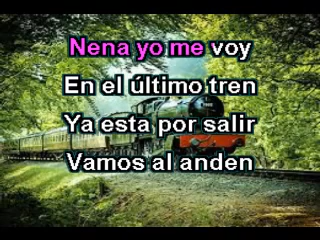 Nena yo me voy
En el último tren
Ya esta por salir
Vamos al anden